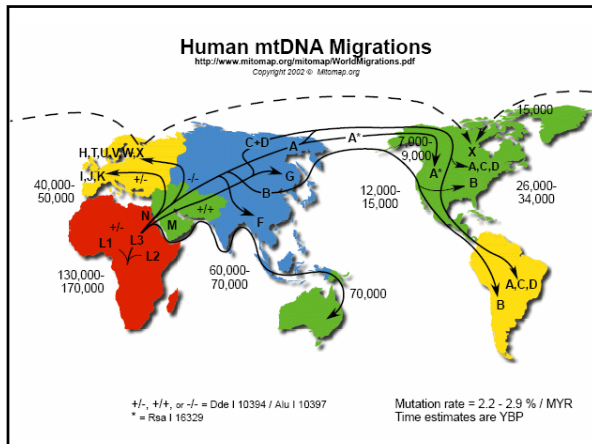 Human mtDNA Migrations
http://www.mitomap.org/mitomap/WorldMigrations.pdf
Copyright 2002 © Mitomap.org
15,000
H,T,U,V,W,X
C+D
A
A*
7,000-
9,000
X
I,J,K
+/-
-/-
G
A*
A,C,D
40,000-
50,000
B
B
26,000-
34,000
N
M
+/+
F
12,000-
15,000
+/-
L3
L1
L2
130,000-
170,000
60,000-
70,000
70,000
A,C,D
B
+/-, +/+, or -/- = Dde I 10394 / Alu I 10397
* = Rsa I 16329
Mutation rate = 2.2 - 2.9 % / MYR
Time estimates are YBP